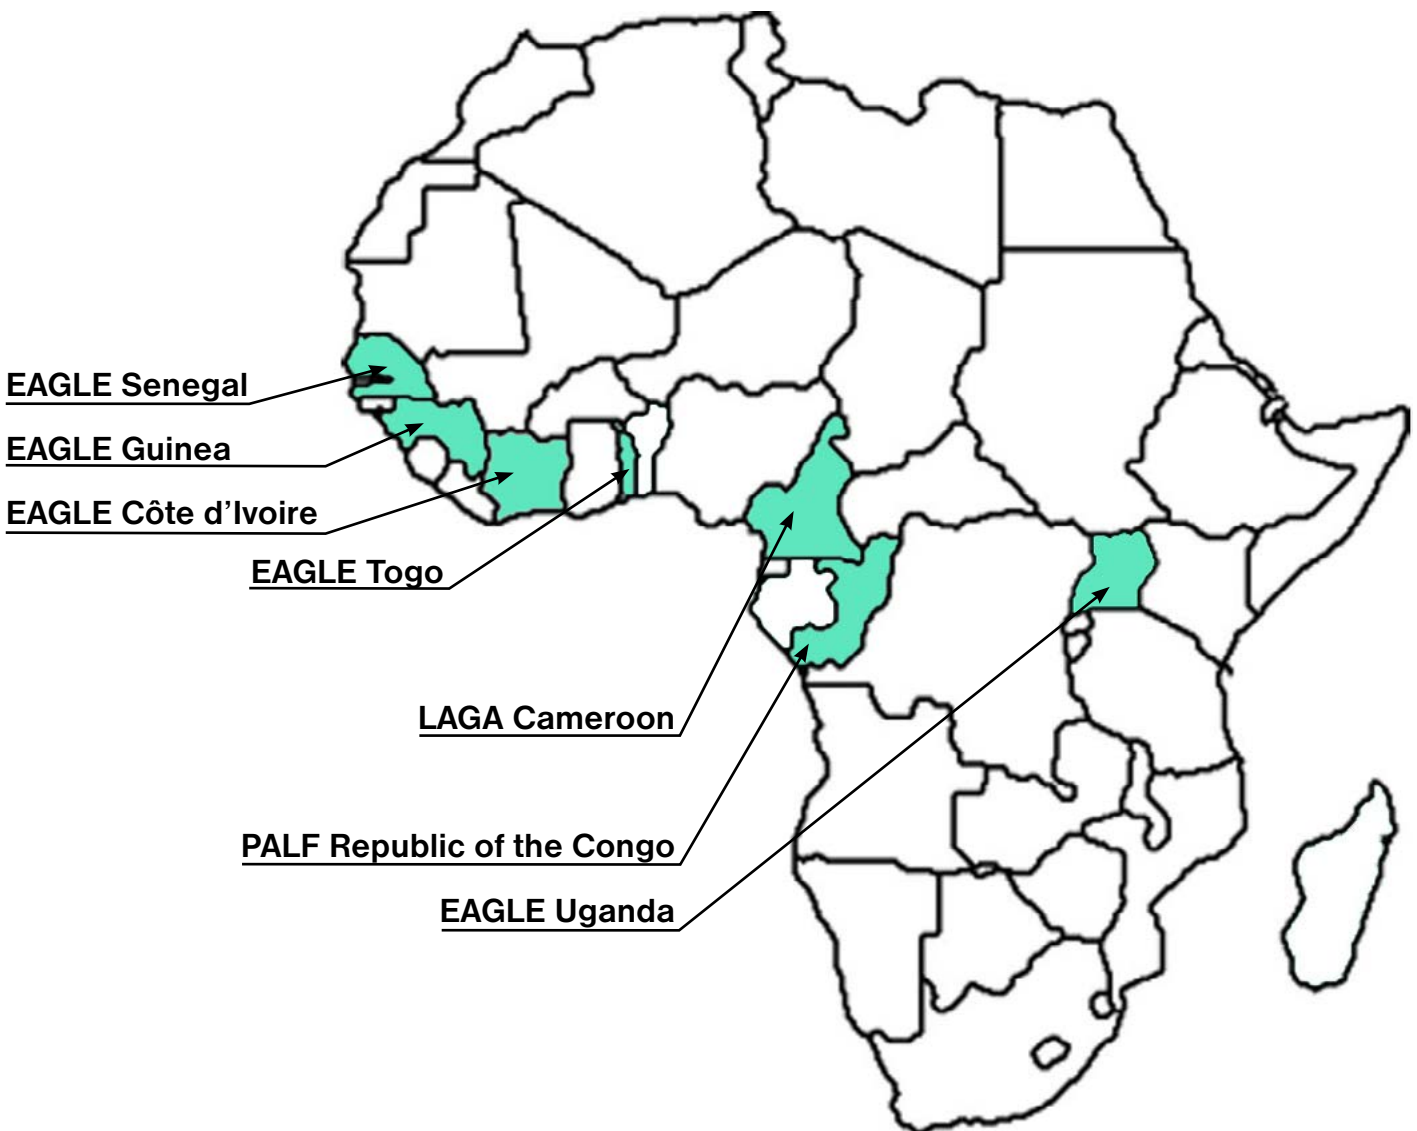 EAGLE Senegal
EAGLE Guinea
EAGLE Côte d’Ivoire
EAGLE Togo
LAGA Cameroon
PALF Republic of the Congo
EAGLE Uganda